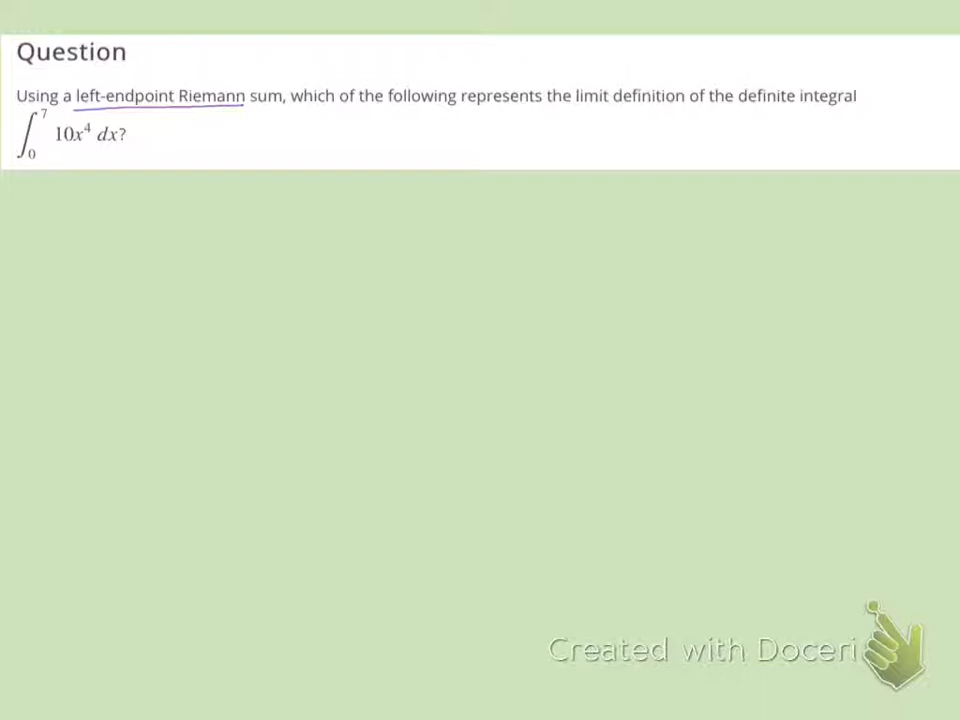 Question
Using a left-endpoint Riemann sum, which of the following represents the limit definition of the definite integral
∫₀⁷ 10x⁴ dx?
Created with Doceri